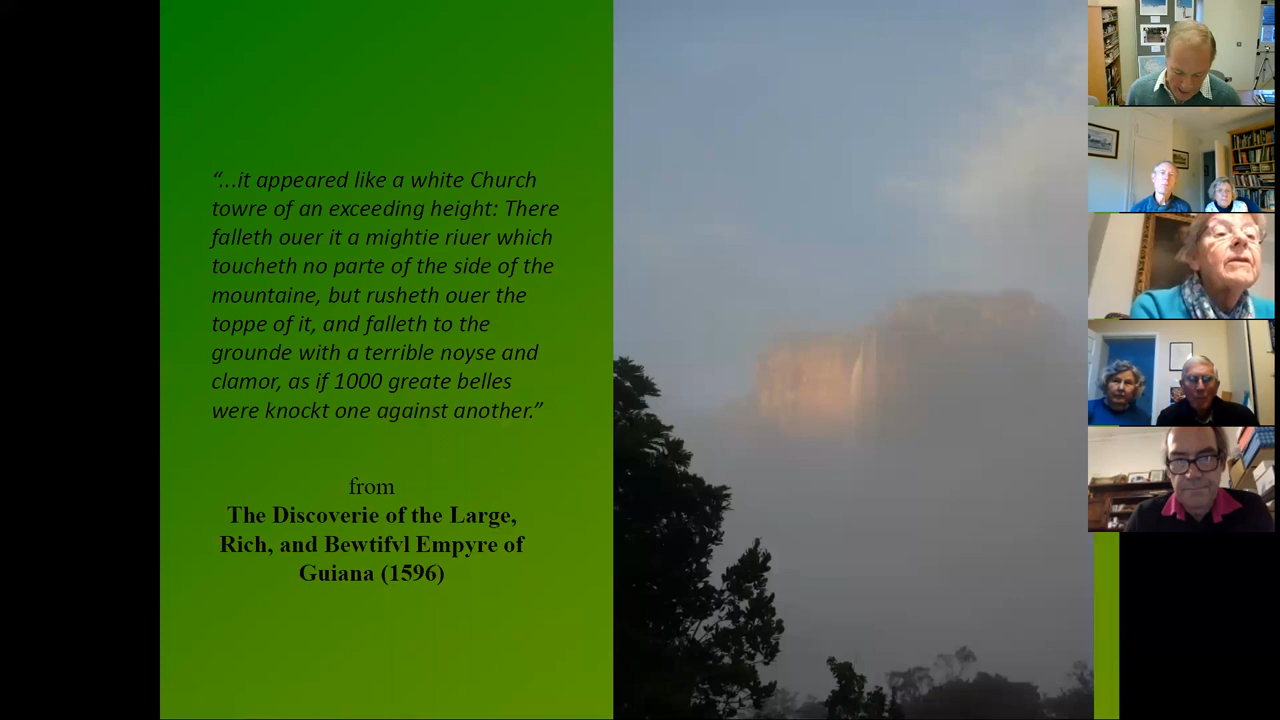 “...it appeared like a white Church
towre of an exceeding height: There
falleth ouer it a mightie riuer which
toucheth no parte of the side of the
mountaine, but rusheth ouer the
toppe of it, and falleth to the
grounde with a terrible noyse and
clamor, as if 1000 greate belles
were knockt one against another.”
from
The Discoverie of the Large,
Rich, and Bewtifvl Empyre of
Guiana (1596)